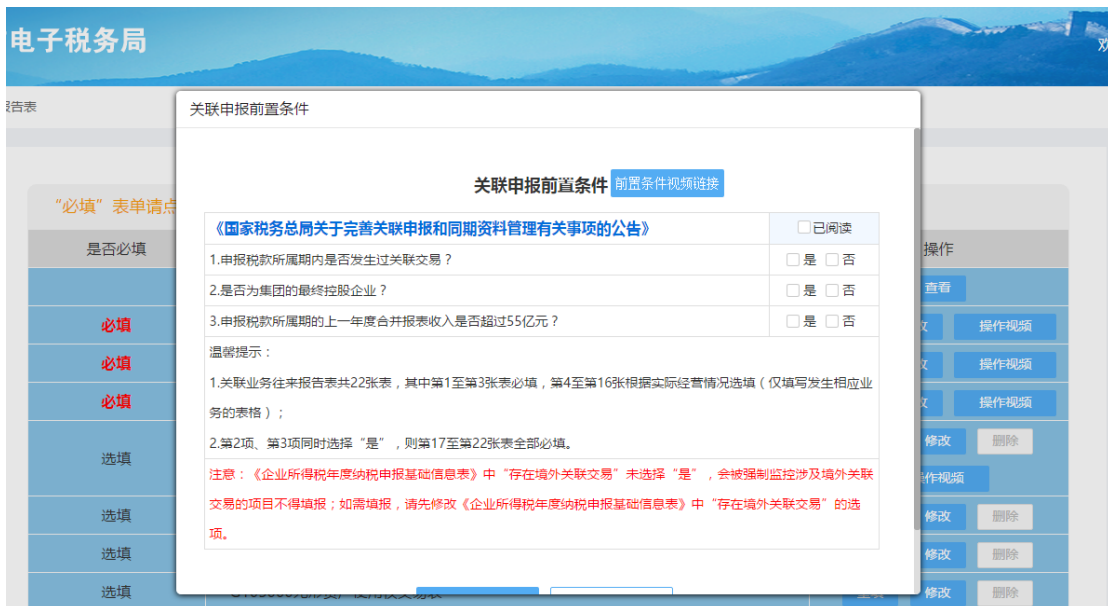 电子税务局
欢
报告表
关联申报前置条件
关联申报前置条件 前置条件视频链接
“必填”表单请点
《国家税务总局关于完善关联申报和同期资料管理有关事项的公告》 已阅读
是否必填
操作
1.申报税款所属期内是否发生过关联交易? 是 否
2.是否为集团的最终控股企业? 是 否
查看
3.申报税款所属期的上一年度合并报表收入是否超过55亿元? 是 否
必填
操作视频
温馨提示:
必填
操作视频
1.关联业务往来报告表共22张表,其中第1至第3张表必填,第4至第16张根据实际经营情况选填(仅填写发生相应业
务的表格);
必填
操作视频
2.第2项、第3项同时选择“是”,则第17至第22张表全部必填。
选填
修改 删除
注意:《企业所得税年度纳税申报基础信息表》中“存在境外关联交易”未选择“是”,会被强制监控涉及境外关联
交易的项目不得填报;如需填报,请先修改《企业所得税年度纳税申报基础信息表》中“存在境外关联交易”的选
项。
操作视频
选填
修改 删除
选填
修改 删除
选填
修改 删除